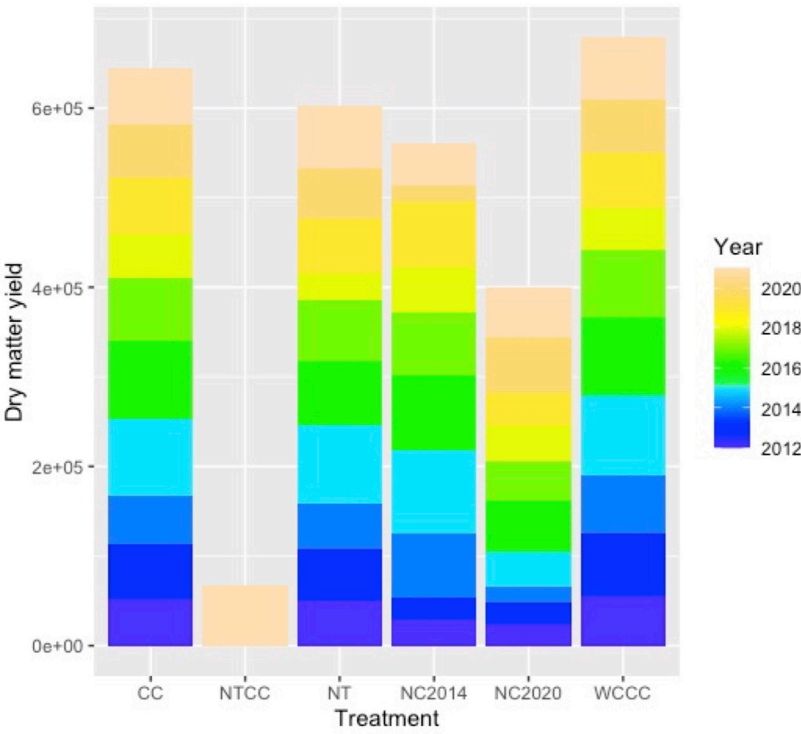 Dry matter yield
6e+05
4e+05
2e+05
0e+00
CC NTCC NT NC2014 NC2020 WCCC
Treatment
Year
2020
2018
2016
2014
2012